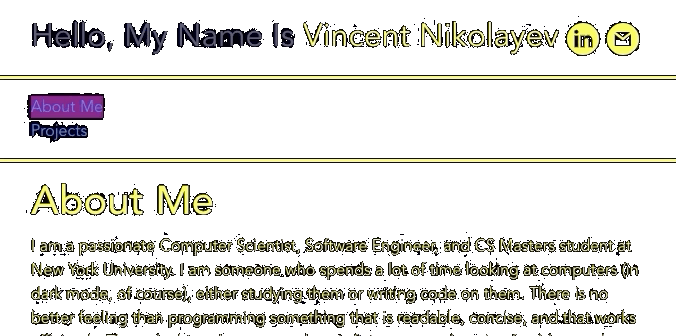 Hello, My Name Is Vincent Nikolayev in
About Me
Projects
About Me
I am a passionate Computer Scientist, Software Engineer, and CS Masters student at
New York University. I am someone who spends a lot of time looking at computers (in
dark mode, of course), either studying them or writing code on them. There is no
better feeling than programming something that is readable, concise, and that works